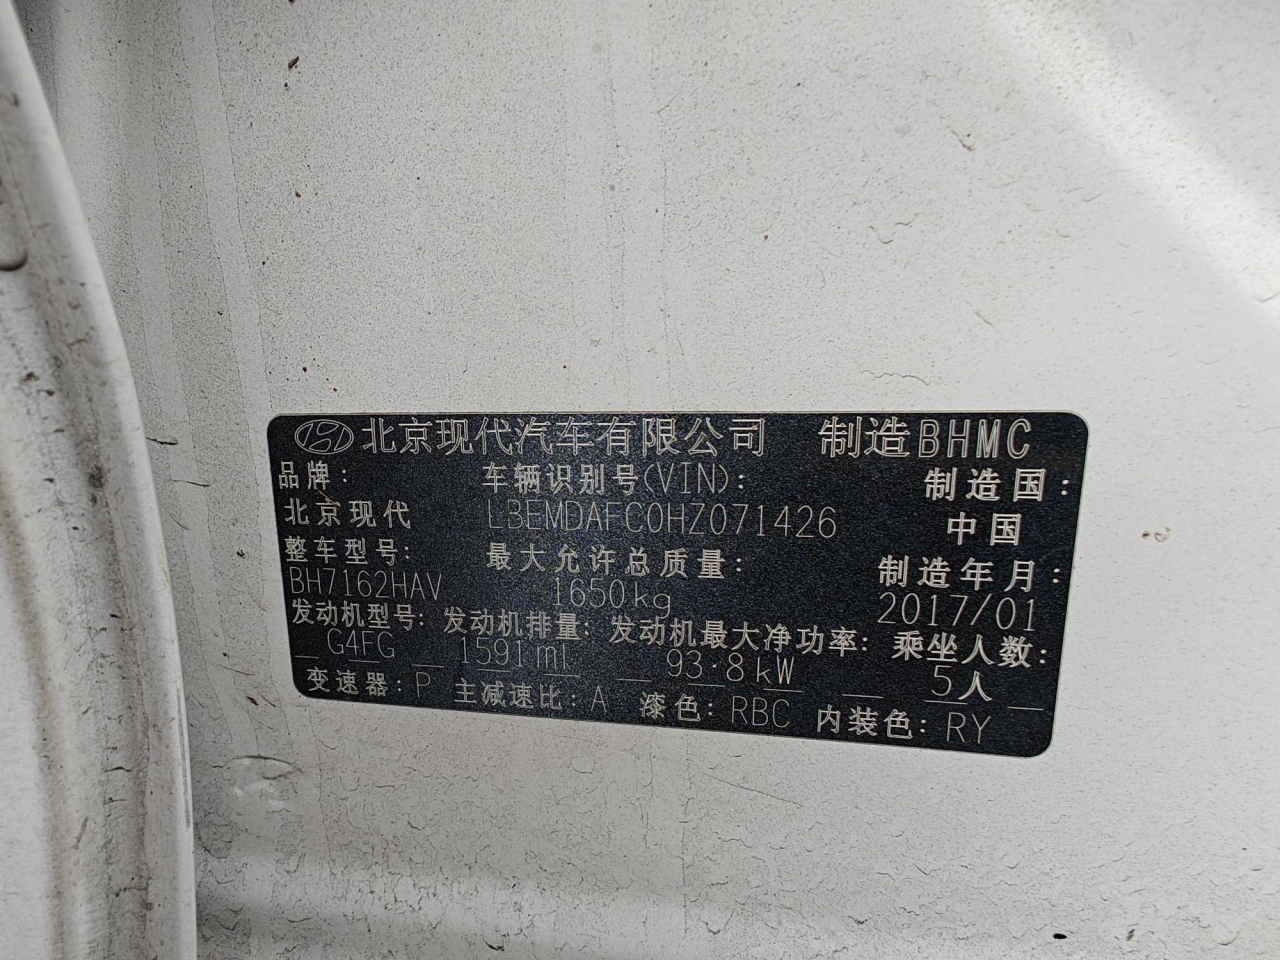 北京现代汽车有限公司 制造BHMC
品牌: 车辆识别号(VIN): 制造国:
北京现代 LBEMDAFC0HZ071426 中国
整车型号: 最大允许总质量: 制造年月:
BH7162HAV 1650kg 2017/01
发动机型号: 发动机排量: 发动机最大净功率: 乘坐人数:
G4FG 1591ml 93.8kW 5人
变速器: P 主减速比: A 漆色: RBC 内装色: RY